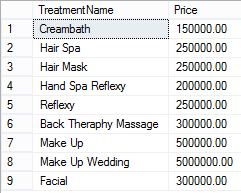 TreatmentName Price
1 Creambath 150000.00
2 Hair Spa 250000.00
3 Hair Mask 250000.00
4 Hand Spa Reflexy 200000.00
5 Reflexy 250000.00
6 Back Theraphy Massage 300000.00
7 Make Up 500000.00
8 Make Up Wedding 5000000.00
9 Facial 300000.00